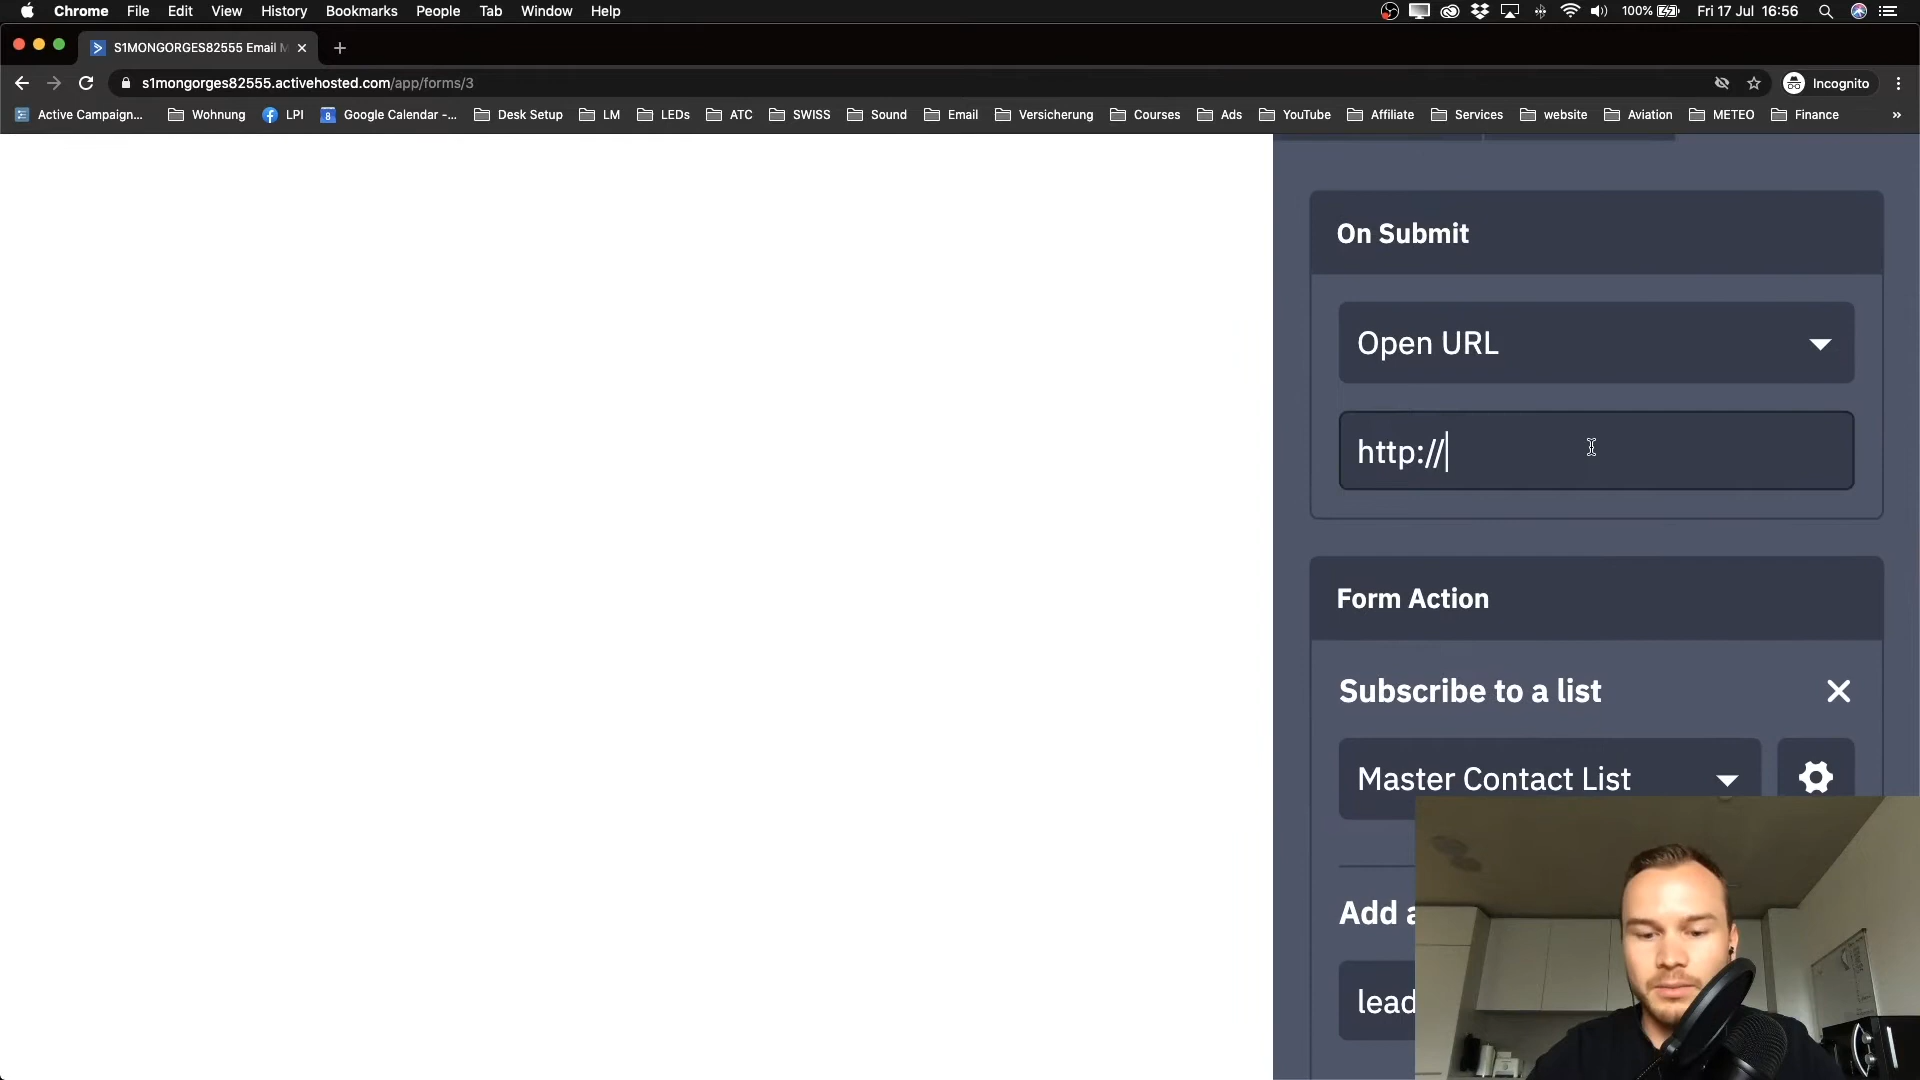 Chrome File Edit View History Bookmarks People Tab Window Help 100% Fri 17 Jul 16:56
S1MONGORGES82555 Email M
s1mongorges82555.activehosted.com/app/forms/3 Incognito
Active Campaign... Wohnung LPI Google Calendar -... Desk Setup LM LEDs ATC SWISS Sound Email Versicherung Courses Ads YouTube Affiliate Services website Aviation METEO Finance »
On Submit
Open URL
http://
Form Action
Subscribe to a list
Master Contact List
Add a
lead